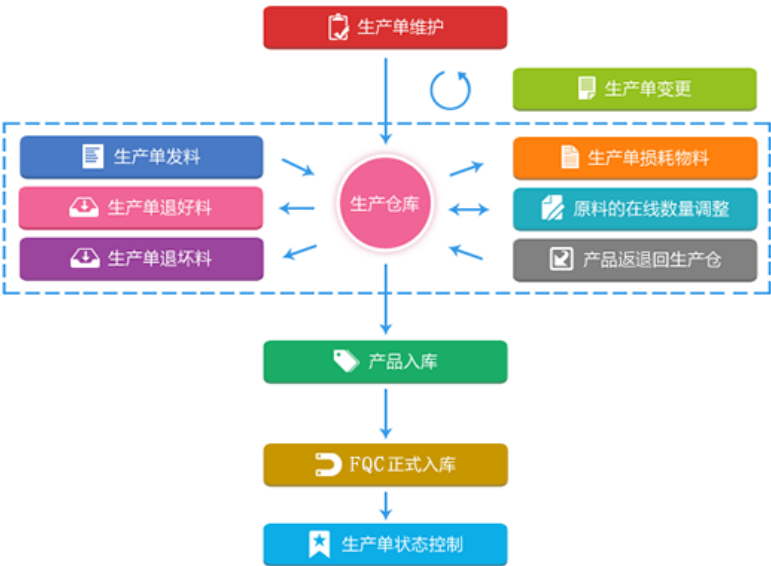 生产单维护
生产单变更
生产单发料
生产单损耗物料
生产仓库
生产单退好料
原料的在线数量调整
生产单退坏料
产品返退回生产仓
产品入库
FQC正式入库
生产单状态控制